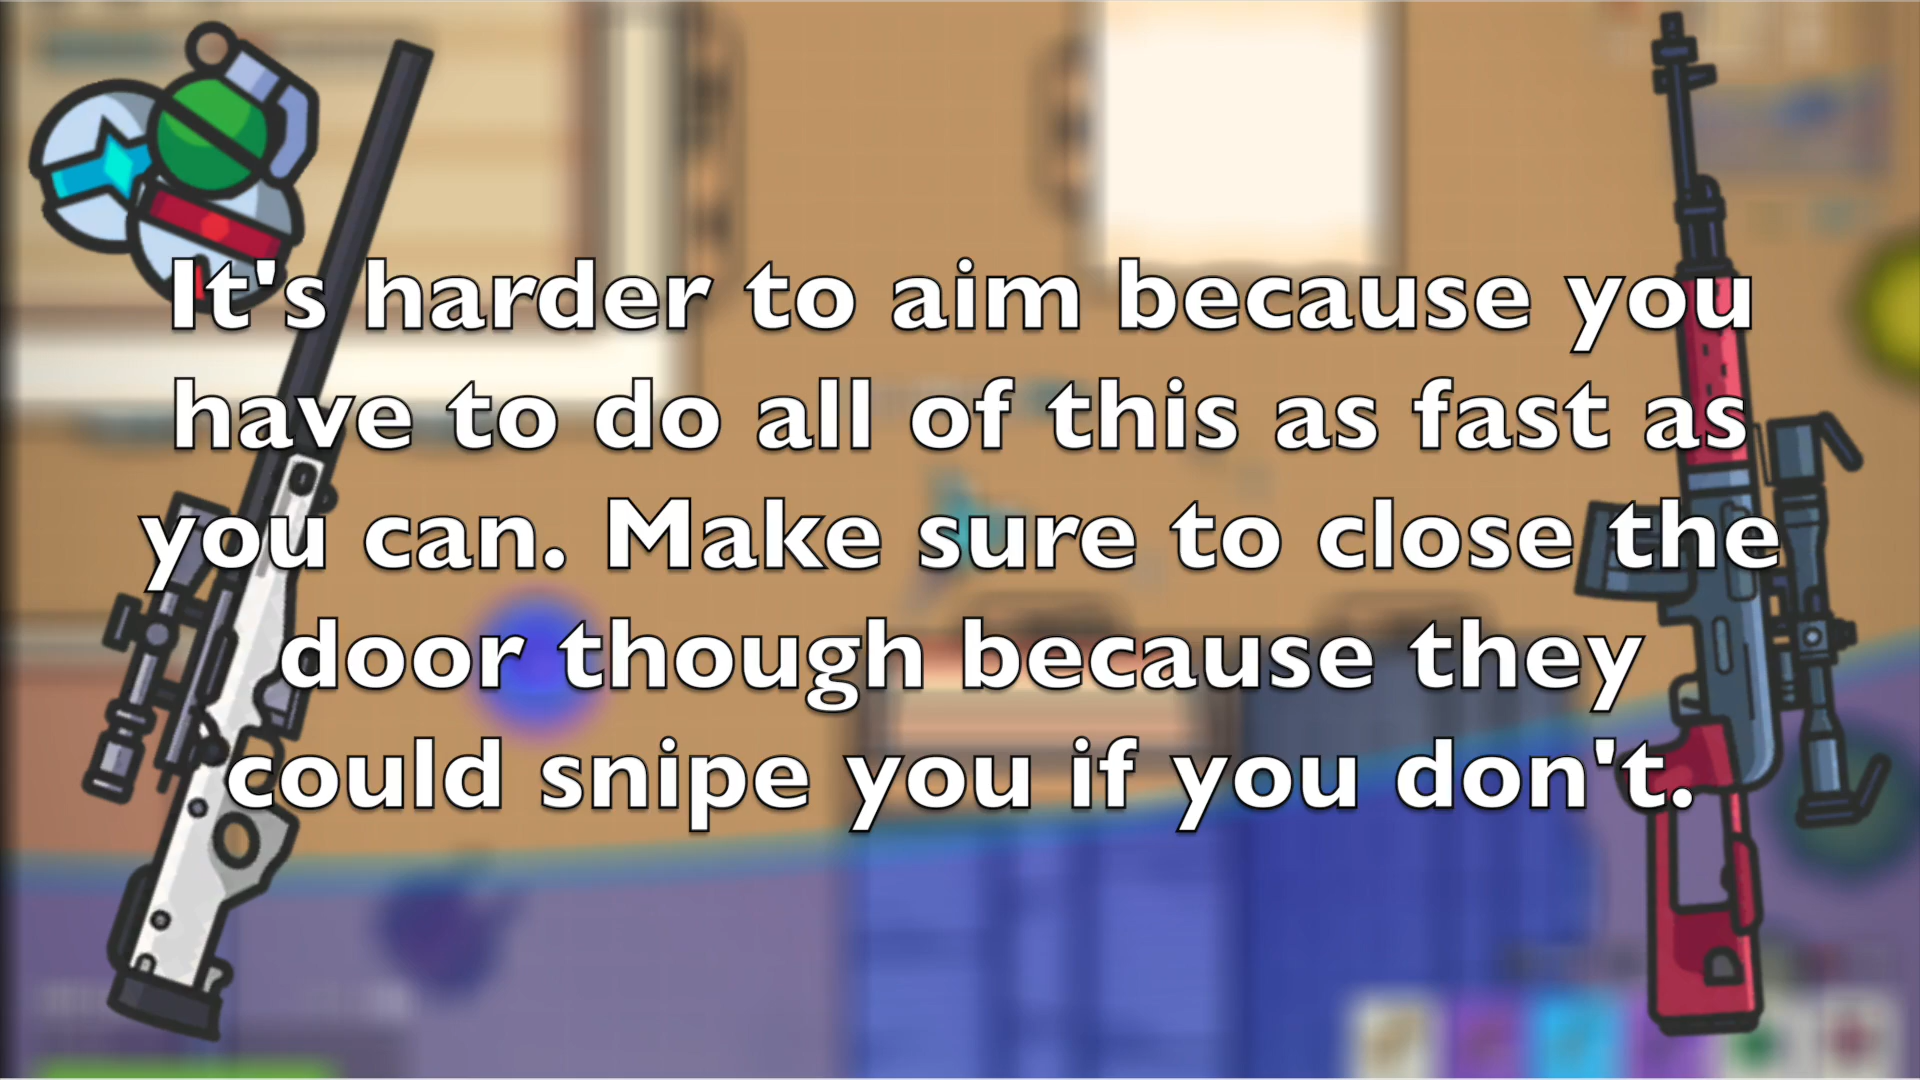 It's harder to aim because you
have to do all of this as fast as
you can. Make sure to close the
door though because they
could snipe you if you don't.